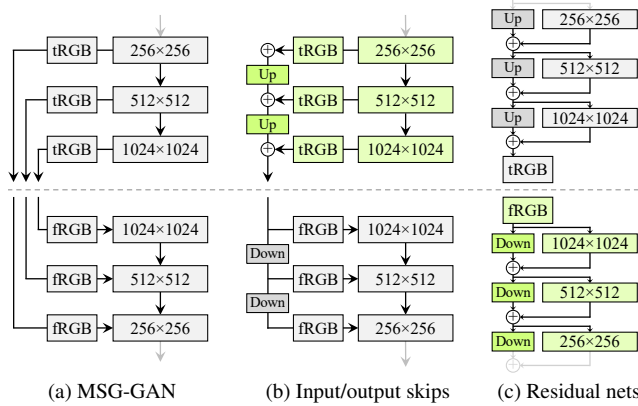 tRGB 256×256
tRGB 512×512
tRGB 1024×1024
fRGB 1024×1024
fRGB 512×512
fRGB 256×256
(a) MSG-GAN
tRGB 256×256
Up
tRGB 512×512
Up
tRGB 1024×1024
fRGB 1024×1024
Down
fRGB 512×512
Down
fRGB 256×256
(b) Input/output skips
Up 256×256
Up 512×512
Up 1024×1024
tRGB
fRGB
Down 1024×1024
Down 512×512
Down 256×256
(c) Residual nets